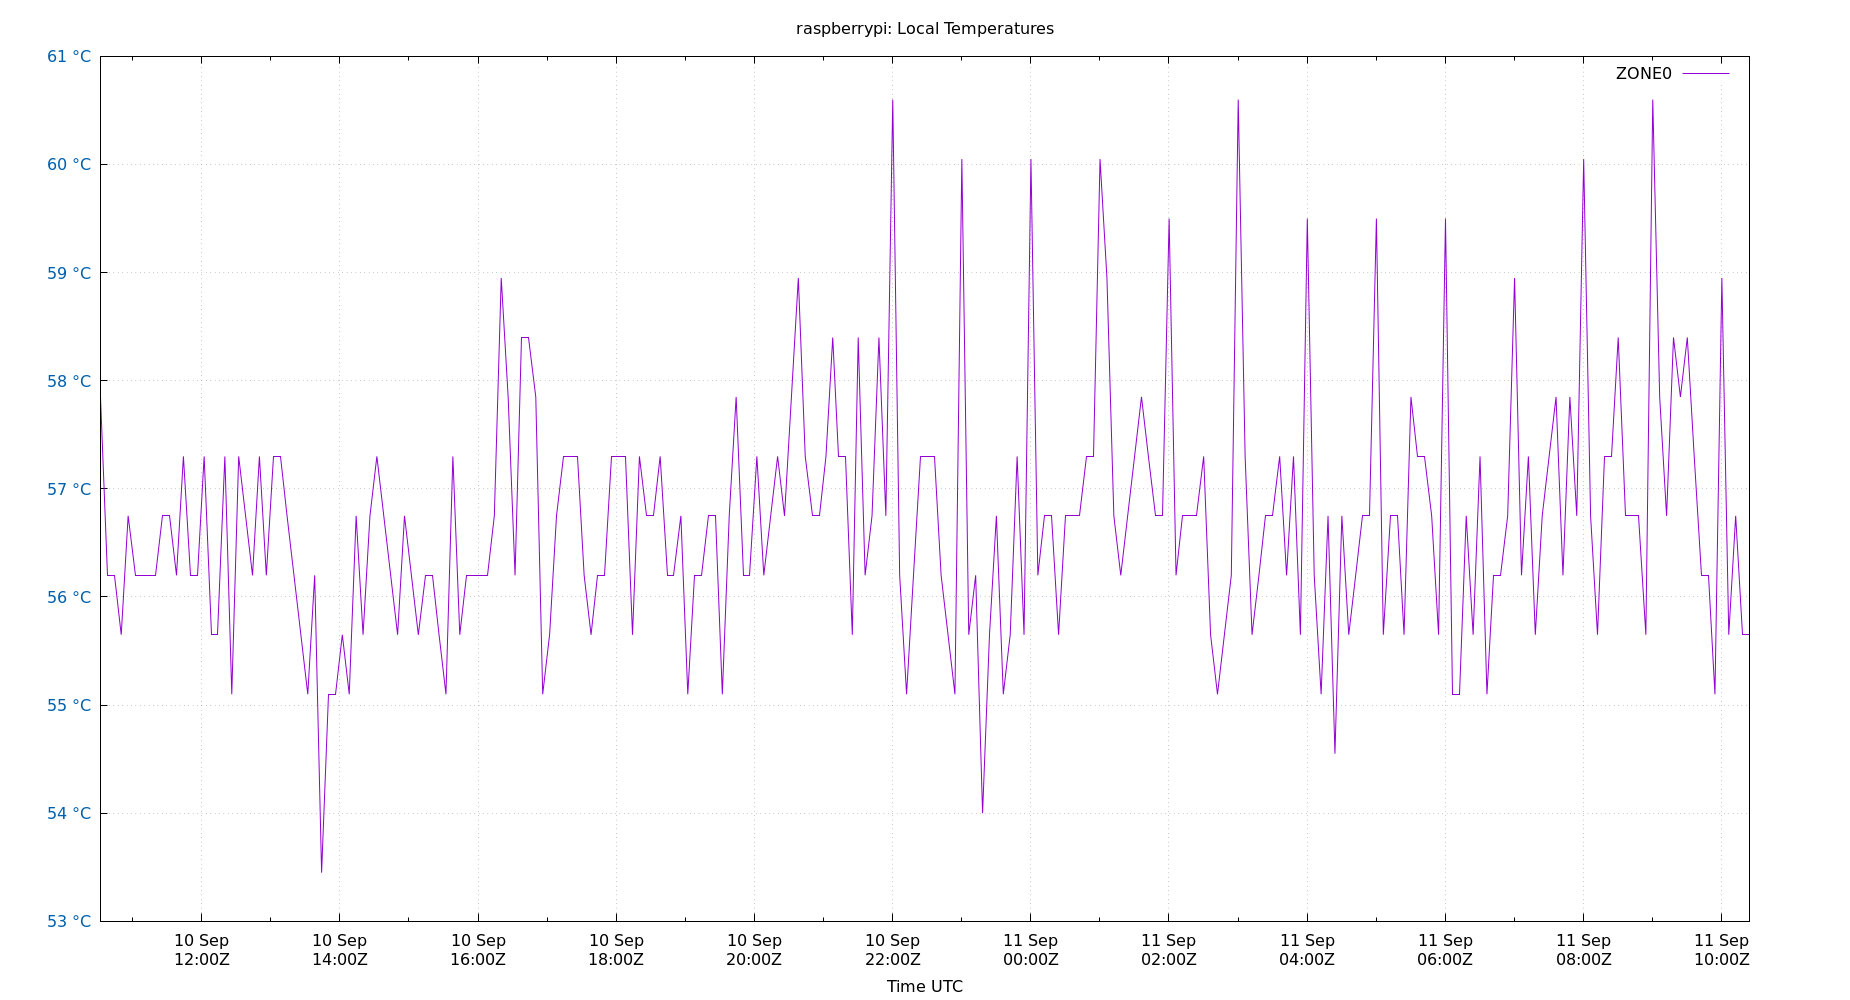 raspberrypi: Local Temperatures
61 °C
ZONE0
60 °C
59 °C
58 °C
57 °C
56 °C
55 °C
54 °C
53 °C
10 Sep 10 Sep 10 Sep 10 Sep 10 Sep 10 Sep 11 Sep 11 Sep 11 Sep 11 Sep 11 Sep 11 Sep
12:00Z 14:00Z 16:00Z 18:00Z 20:00Z 22:00Z 00:00Z 02:00Z 04:00Z 06:00Z 08:00Z 10:00Z
Time UTC